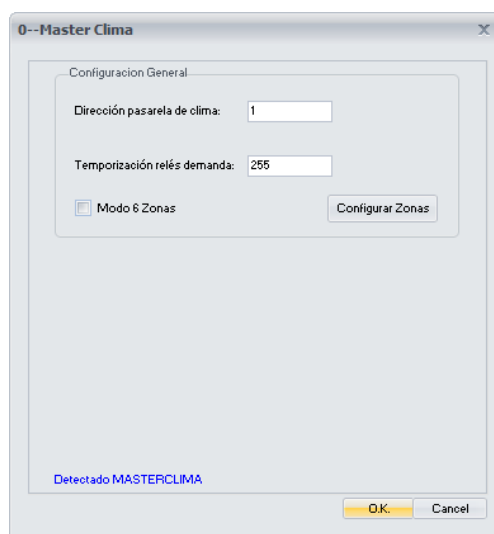 0--Master Clima
X
Configuracion General
Dirección pasarela de clima: 1
Temporización relés demanda: 255
Modo 6 Zonas Configurar Zonas
Detectado MASTERCLIMA
O.K. Cancel